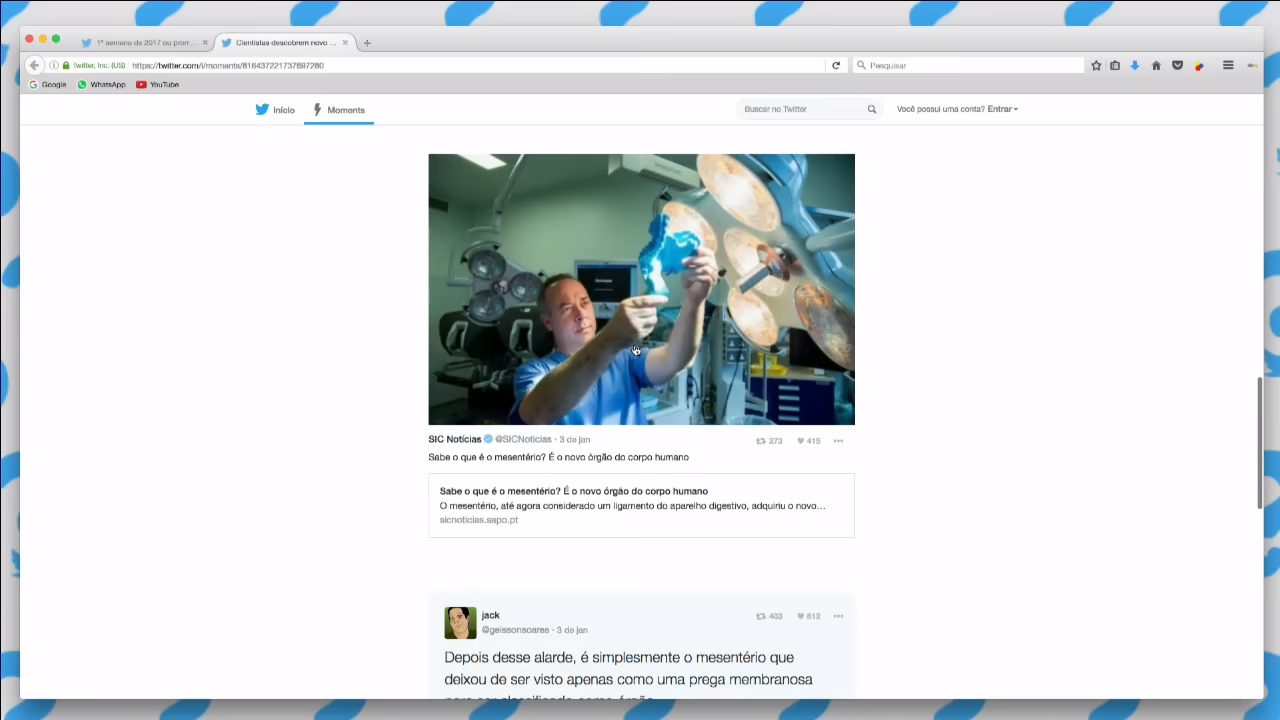 1ª semana de 2017 ou prorr...
Cientistas descobrem novo ...
Twitter, Inc. (US)
https://twitter.com/i/moments/816437221737697280
Pesquisar
Google
WhatsApp
YouTube
Início
Moments
Buscar no Twitter
Você possui uma conta? Entrar
SIC Notícias @SICNoticias · 3 de jan
273
415
Sabe o que é o mesentério? É o novo órgão do corpo humano
Sabe o que é o mesentério? É o novo órgão do corpo humano
O mesentério, até agora considerado um ligamento do aparelho digestivo, adquiriu o novo…
sicnoticias.sapo.pt
jack
403
612
@geissonsoares · 3 de jan
Depois desse alarde, é simplesmente o mesentério que
deixou de ser visto apenas como uma prega membranosa